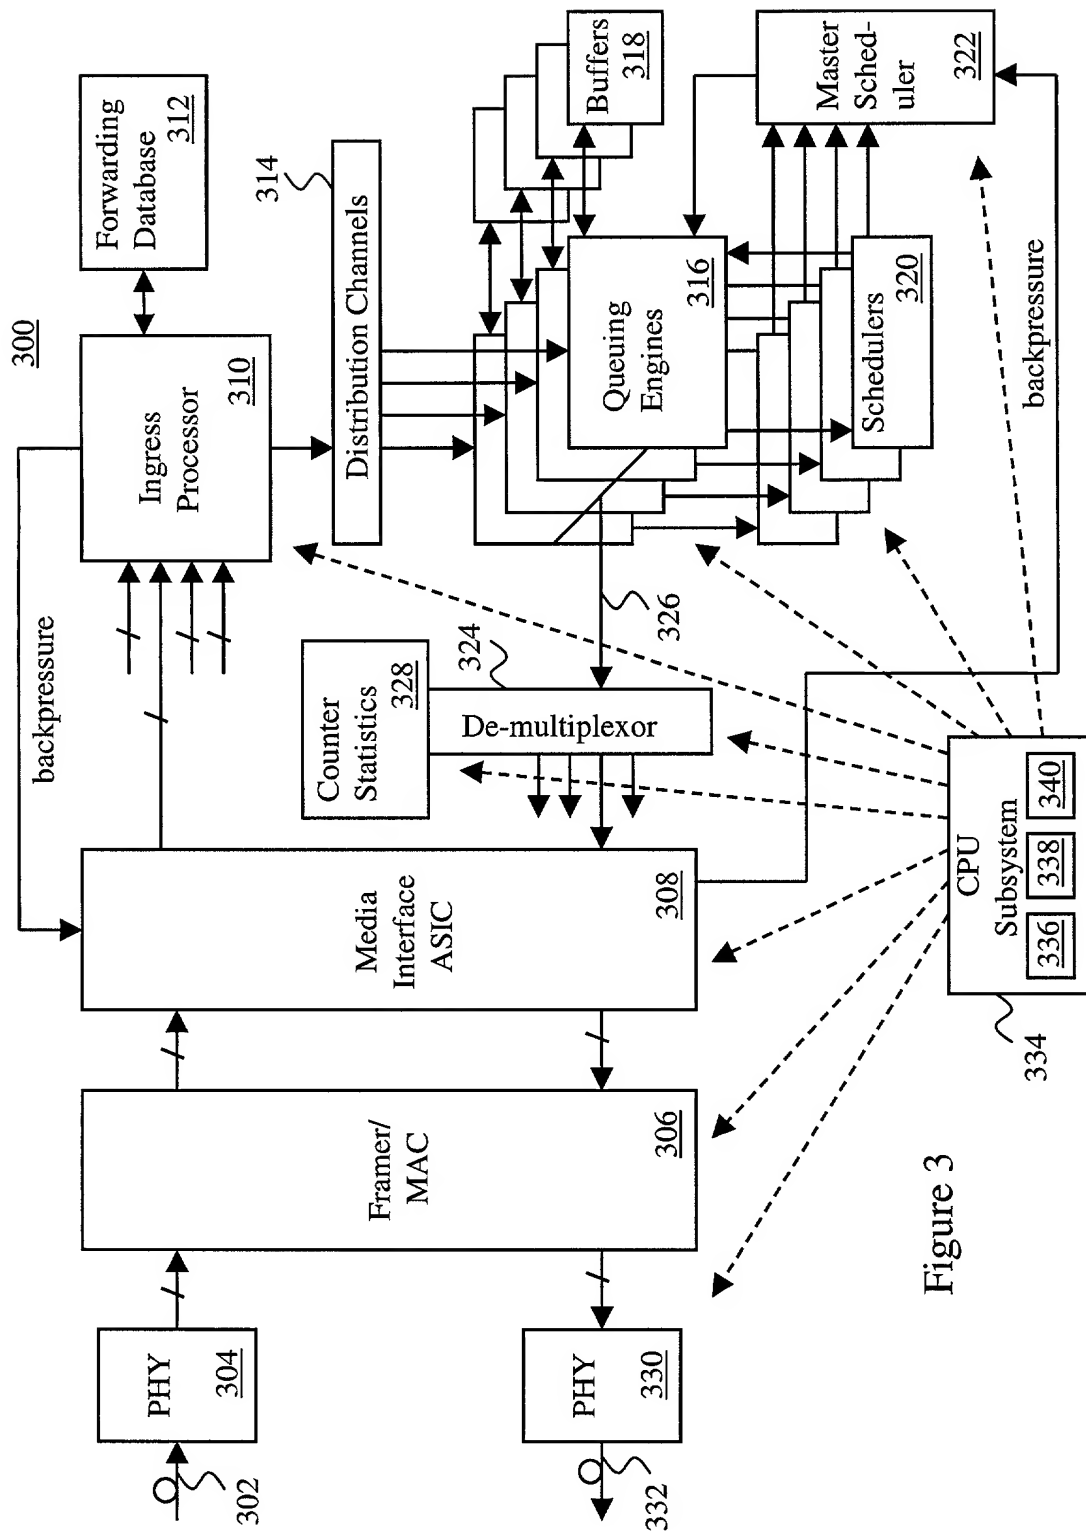 300
backpressure
Ingress
Processor
310
Forwarding
Database
312
314
Distribution Channels
Buffers
318
Queuing
Engines
316
Schedulers
320
Master
Sched-
uler
322
backpressure
326
324
De-multiplexor
Counter
Statistics
328
Media
Interface
ASIC
308
Framer/
MAC
306
PHY
304
302
PHY
330
332
CPU
Subsystem
336
338
340
334
Figure 3